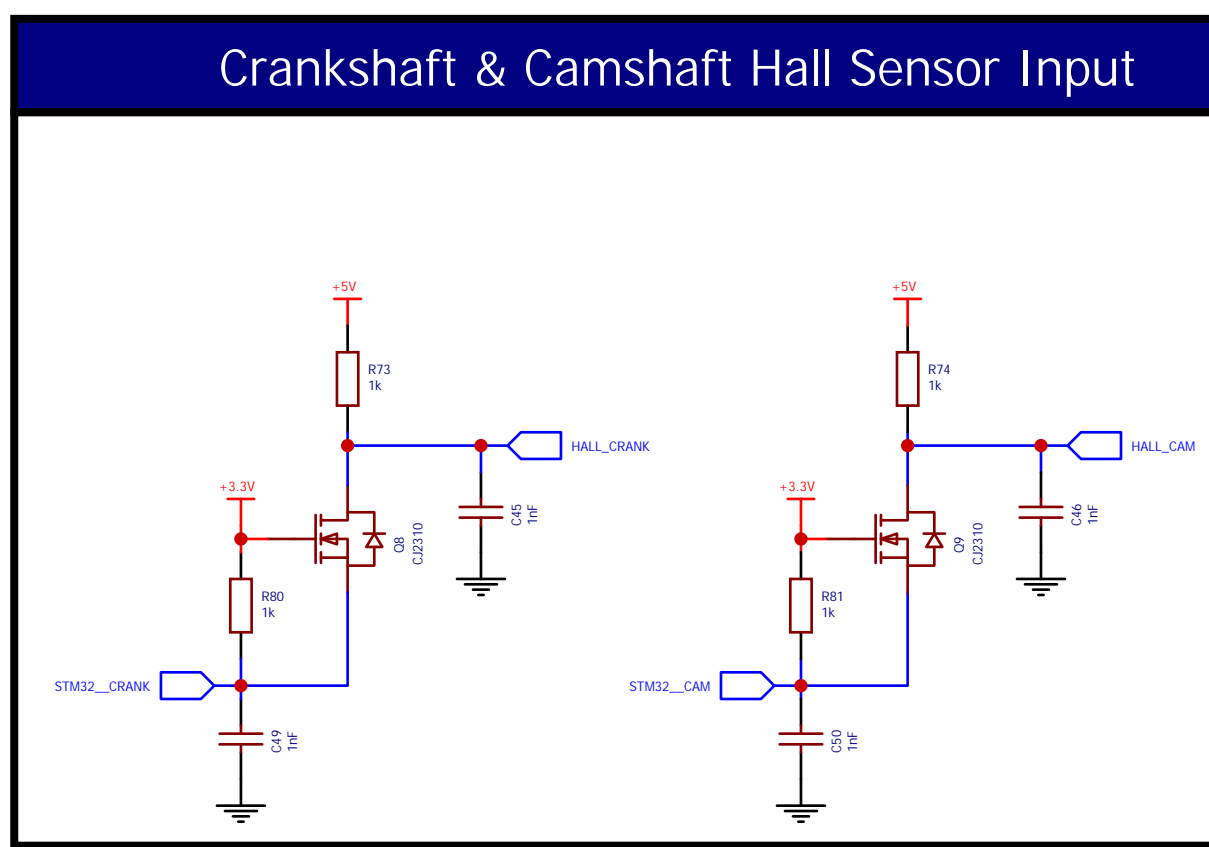 Crankshaft & Camshaft Hall Sensor Input
+5V
R73
1k
HALL_CRANK
+3.3V
C45
1nF
Q8
CJ2310
R80
1k
STM32__CRANK
C49
1nF
+5V
R74
1k
HALL_CAM
+3.3V
C46
1nF
Q9
CJ2310
R81
1k
STM32__CAM
C50
1nF